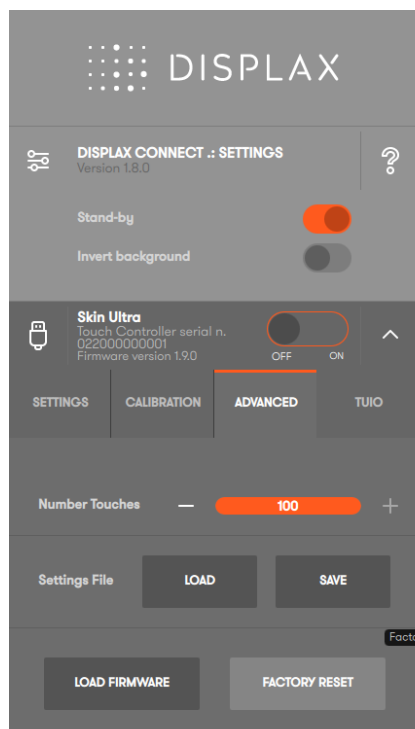 DISPLAX
DISPLAX CONNECT .: SETTINGS
Version 1.8.0
Stand-by
Invert background
Skin Ultra
Touch Controller serial n.
022000000001
Firmware version 1.9.0
OFF ON
SETTINGS CALIBRATION ADVANCED TUIO
Number Touches — 100 +
Settings File LOAD SAVE
Facto
LOAD FIRMWARE FACTORY RESET